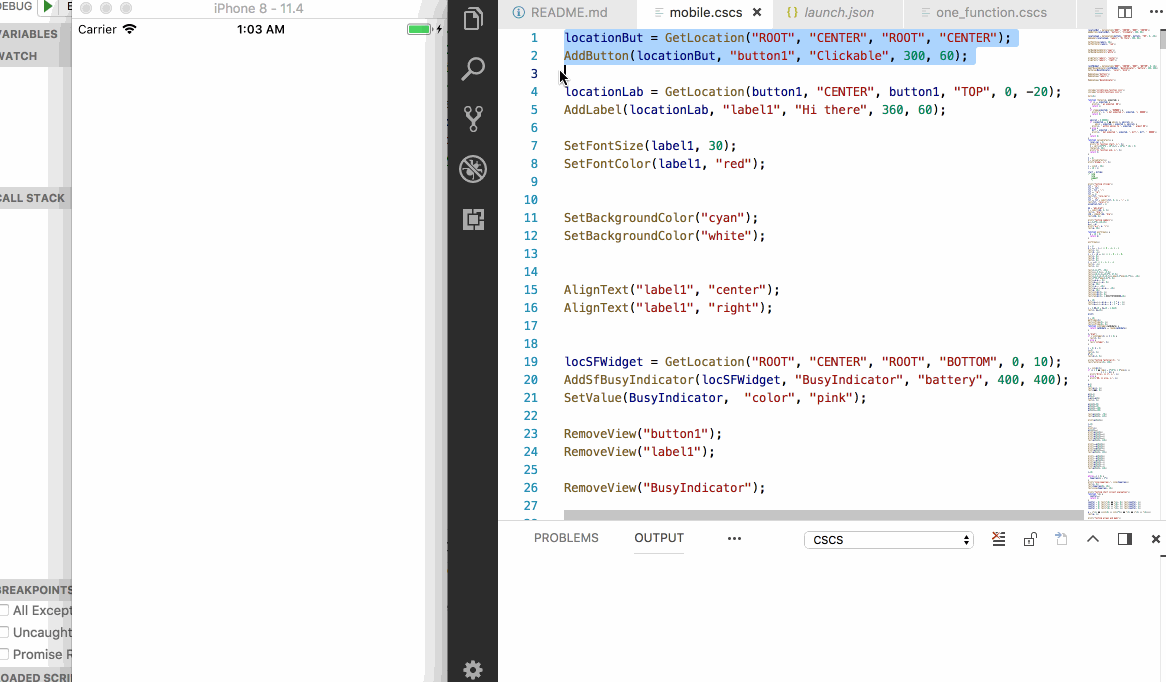 DEBUG
VARIABLES
WATCH
CALL STACK
BREAKPOINTS
All Except
Uncaught
Promise R
LOADED SCRI
iPhone 8 - 11.4
Carrier
1:03 AM
README.md
mobile.cscs
launch.json
one_function.cscs
1 locationBut = GetLocation("ROOT", "CENTER", "ROOT", "CENTER");
2 AddButton(locationBut, "button1", "Clickable", 300, 60);
3
4 locationLab = GetLocation(button1, "CENTER", button1, "TOP", 0, -20);
5 AddLabel(locationLab, "label1", "Hi there", 360, 60);
6
7 SetFontSize(label1, 30);
8 SetFontColor(label1, "red");
9
10
11 SetBackgroundColor("cyan");
12 SetBackgroundColor("white");
13
14
15 AlignText("label1", "center");
16 AlignText("label1", "right");
17
18
19 locSFWidget = GetLocation("ROOT", "CENTER", "ROOT", "BOTTOM", 0, 10);
20 AddSfBusyIndicator(locSFWidget, "BusyIndicator", "battery", 400, 400);
21 SetValue(BusyIndicator,  "color", "pink");
22
23 RemoveView("button1");
24 RemoveView("label1");
25
26 RemoveView("BusyIndicator");
27
PROBLEMS
OUTPUT
CSCS